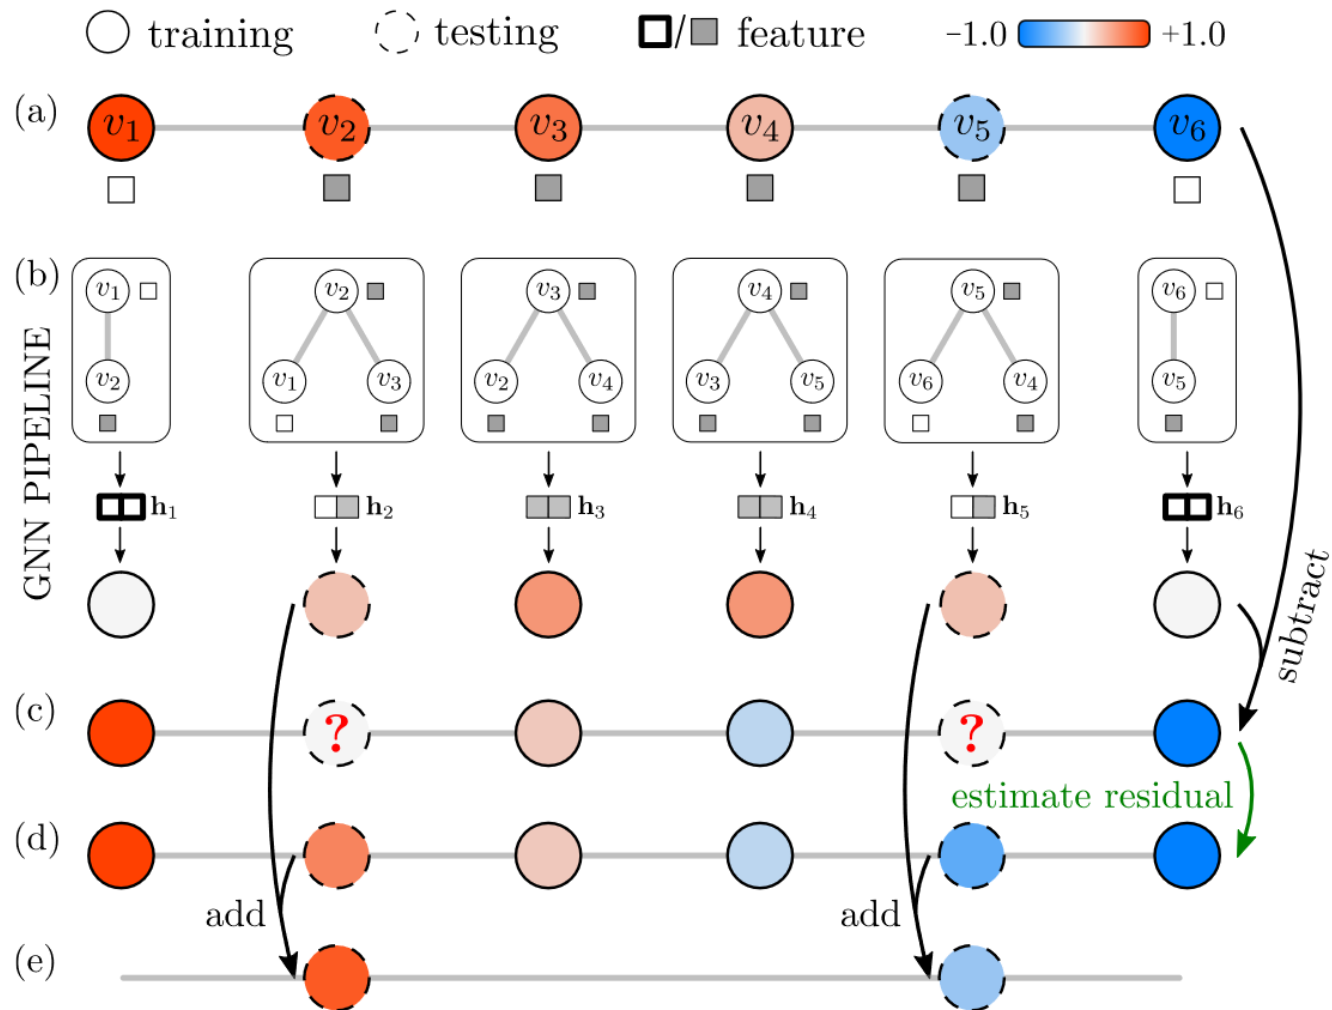 training testing / feature −1.0 +1.0
(a) v1 v2 v3 v4 v5 v6
(b)
v1 v2 v3 v4 v5 v6
v2 v1 v3 v2 v4 v3 v5 v6 v4 v5
GNN PIPELINE
h1 h2 h3 h4 h5 h6
subtract
(c) ? ?
estimate residual
(d)
add add
(e)